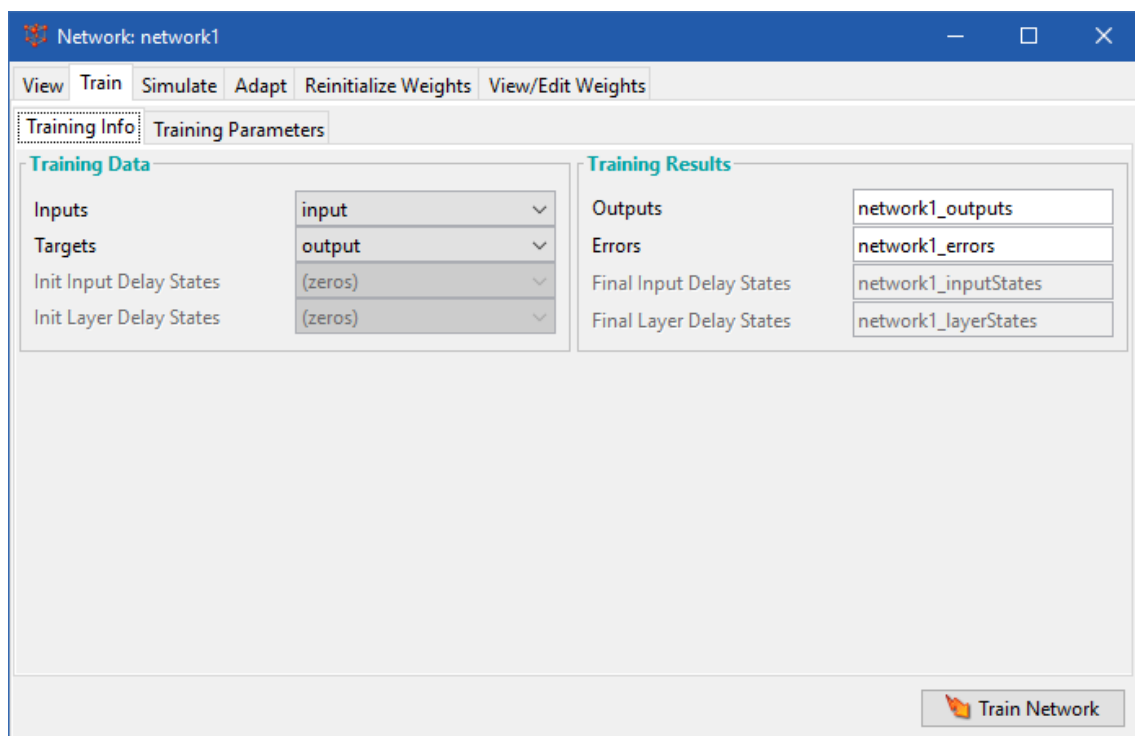 Network: network1
View Train Simulate Adapt Reinitialize Weights View/Edit Weights
Training Info Training Parameters
Training Data
Inputs input
Targets output
Init Input Delay States (zeros)
Init Layer Delay States (zeros)
Training Results
Outputs network1_outputs
Errors network1_errors
Final Input Delay States network1_inputStates
Final Layer Delay States network1_layerStates
Train Network